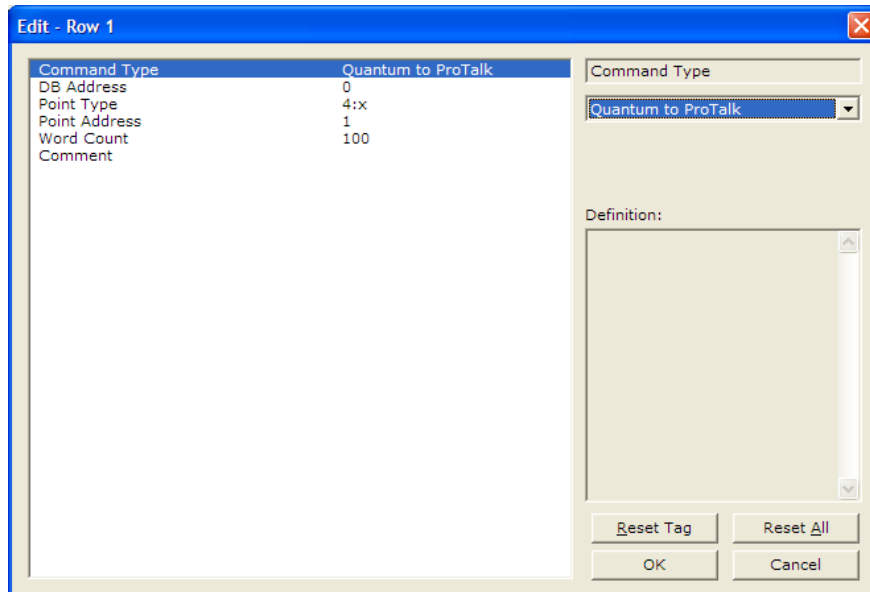 Edit - Row 1
Command Type Quantum to ProTalk
DB Address 0
Point Type 4:x
Point Address 1
Word Count 100
Comment
Command Type
Quantum to ProTalk
Definition:
Reset Tag Reset All
OK Cancel